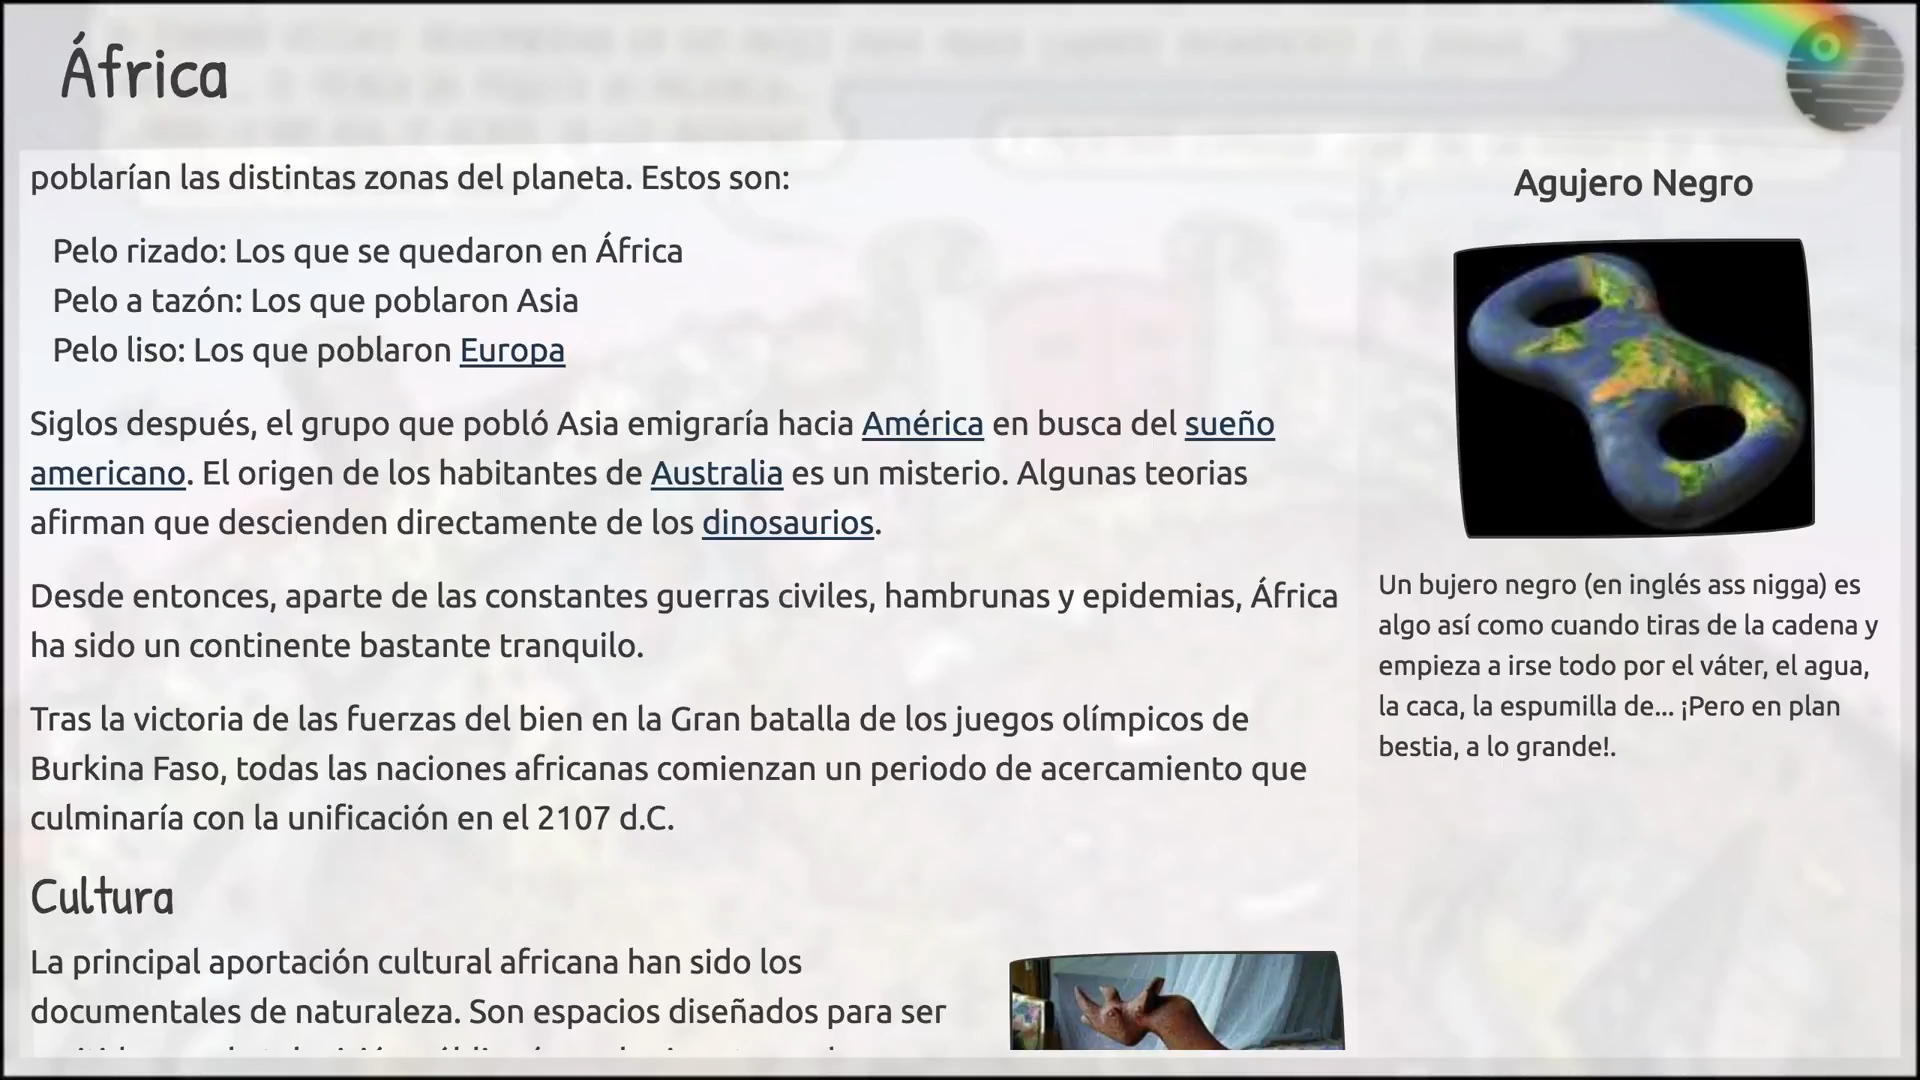 África
poblarían las distintas zonas del planeta. Estos son:
Pelo rizado: Los que se quedaron en África
Pelo a tazón: Los que poblaron Asia
Pelo liso: Los que poblaron Europa
Siglos después, el grupo que pobló Asia emigraría hacia América en busca del sueño
americano. El origen de los habitantes de Australia es un misterio. Algunas teorias
afirman que descienden directamente de los dinosaurios.
Desde entonces, aparte de las constantes guerras civiles, hambrunas y epidemias, África
ha sido un continente bastante tranquilo.
Tras la victoria de las fuerzas del bien en la Gran batalla de los juegos olímpicos de
Burkina Faso, todas las naciones africanas comienzan un periodo de acercamiento que
culminaría con la unificación en el 2107 d.C.
Cultura
La principal aportación cultural africana han sido los
documentales de naturaleza. Son espacios diseñados para ser
Agujero Negro
Un bujero negro (en inglés ass nigga) es
algo así como cuando tiras de la cadena y
empieza a irse todo por el váter, el agua,
la caca, la espumilla de... ¡Pero en plan
bestia, a lo grande!.